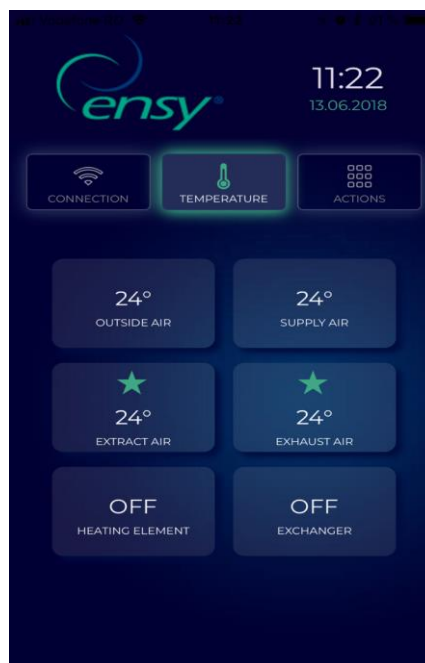 ensy®
11:22
13.06.2018
CONNECTION
TEMPERATURE
ACTIONS
24°
OUTSIDE AIR
24°
SUPPLY AIR
24°
EXTRACT AIR
24°
EXHAUST AIR
OFF
HEATING ELEMENT
OFF
EXCHANGER